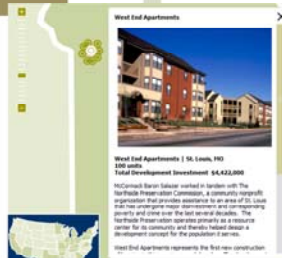 West End Apartments
West End Apartments | St. Louis, MO
100 units
Total Development Investment $4,422,000
McCormack Baron Salazar worked in tandem with The
Northside Preservation Commission, a community nonprofit
organization that provides assistance to an area of St. Louis
that has undergone major disinvestment and corresponding
poverty and crime over the last several decades. The
Northside Preservation operates primarily as a resource
center for its community and thereby helped design a
development concept for the population it serves.
West End Apartments represents the first new construction